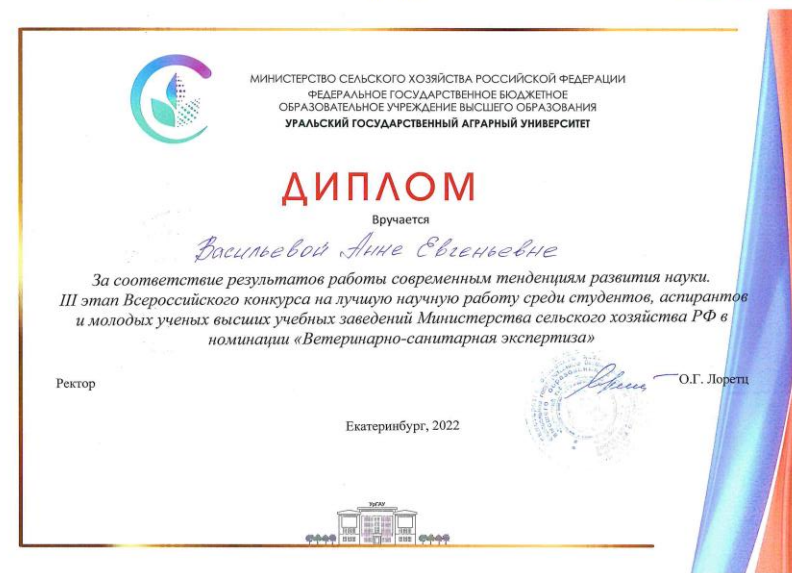 МИНИСТЕРСТВО СЕЛЬСКОГО ХОЗЯЙСТВА РОССИЙСКОЙ ФЕДЕРАЦИИ
ФЕДЕРАЛЬНОЕ ГОСУДАРСТВЕННОЕ БЮДЖЕТНОЕ
ОБРАЗОВАТЕЛЬНОЕ УЧРЕЖДЕНИЕ ВЫСШЕГО ОБРАЗОВАНИЯ
УРАЛЬСКИЙ ГОСУДАРСТВЕННЫЙ АГРАРНЫЙ УНИВЕРСИТЕТ
ДИПЛОМ
Вручается
Васильевой Анне Евгеньевне
За соответствие результатов работы современным тенденциям развития науки.
III этап Всероссийского конкурса на лучшую научную работу среди студентов, аспирантов
и молодых ученых высших учебных заведений Министерства сельского хозяйства РФ в
номинации «Ветеринарно-санитарная экспертиза»
Ректор
О.Г. Лоретц
Екатеринбург, 2022
УрГАУ